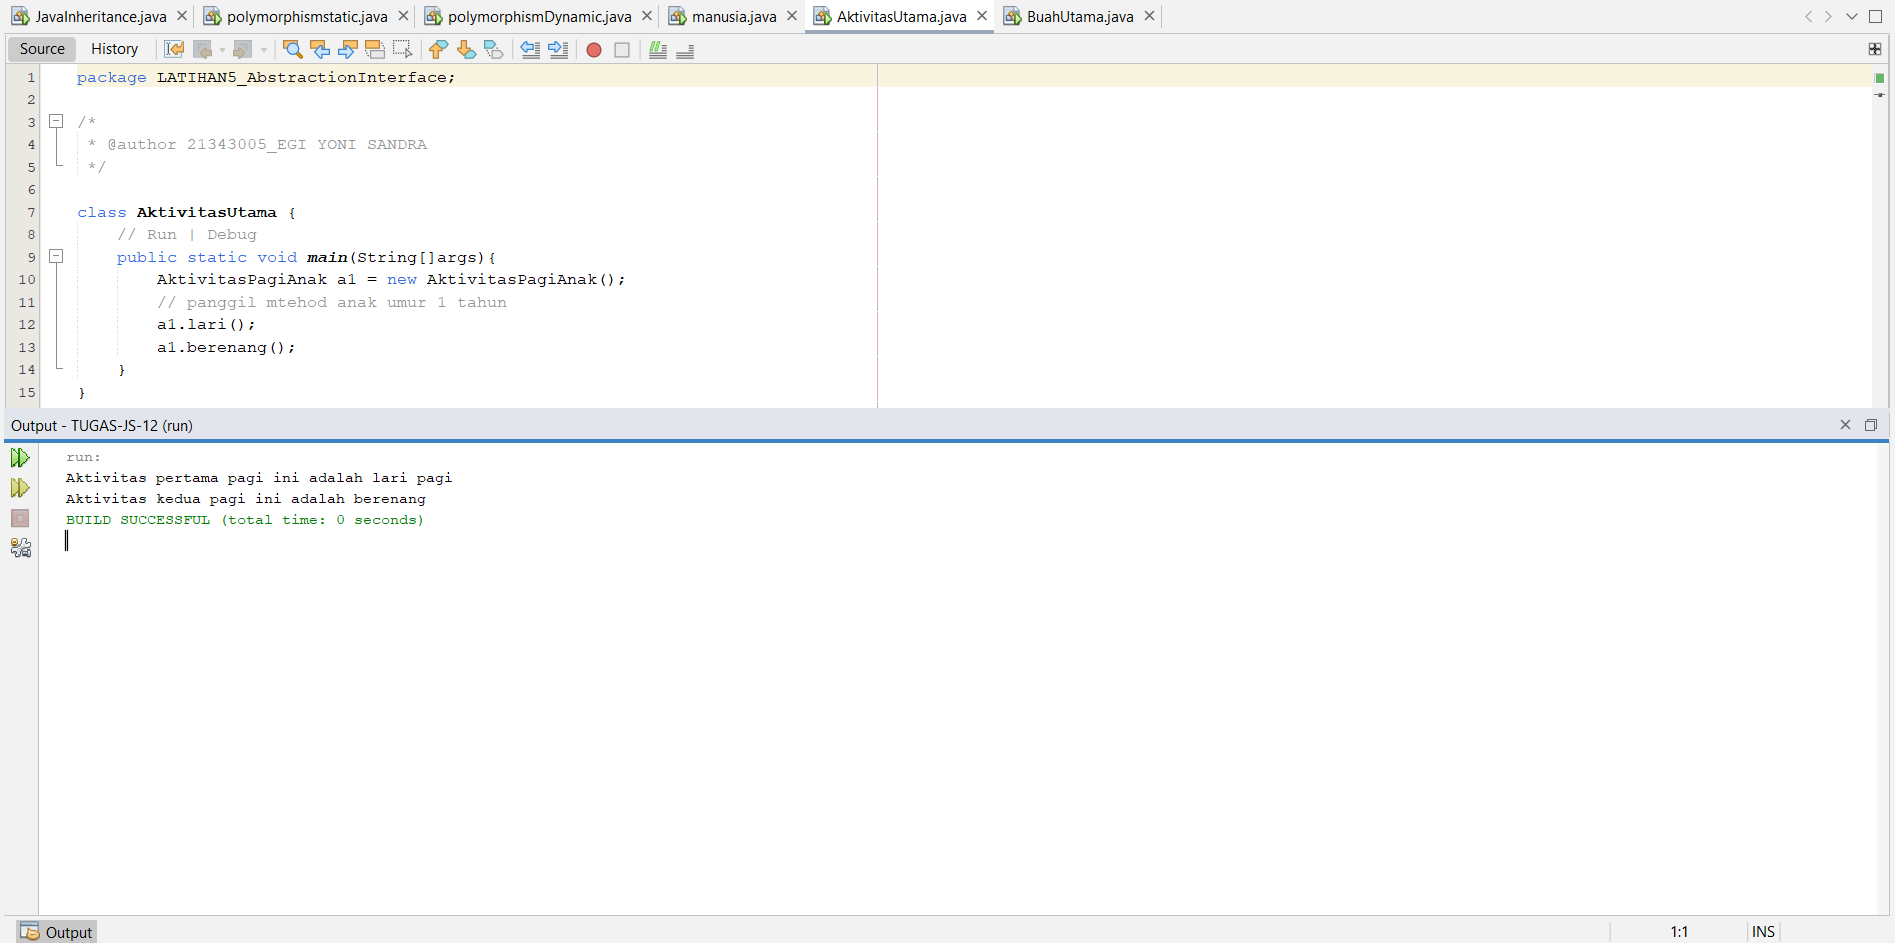 JavaInheritance.java polymorphismstatic.java polymorphismDynamic.java manusia.java AktivitasUtama.java BuahUtama.java
Source History
1 package LATIHAN5_AbstractionInterface;
2
3 /*
4 * @author 21343005_EGI YONI SANDRA
5 */
6
7 class AktivitasUtama {
8 // Run | Debug
9 public static void main(String[]args){
10 AktivitasPagiAnak a1 = new AktivitasPagiAnak();
11 // panggil mtehod anak umur 1 tahun
12 a1.lari();
13 a1.berenang();
14 }
15 }
Output - TUGAS-JS-12 (run)
run:
Aktivitas pertama pagi ini adalah lari pagi
Aktivitas kedua pagi ini adalah berenang
BUILD SUCCESSFUL (total time: 0 seconds)
Output 1:1 INS